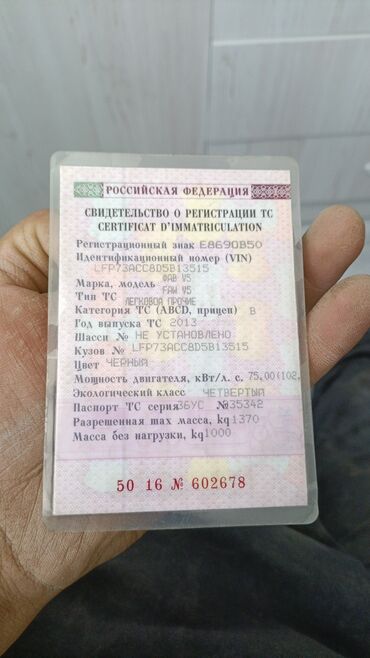 РОССИЙСКАЯ ФЕДЕРАЦИЯ
СВИДЕТЕЛЬСТВО О РЕГИСТРАЦИИ ТС
CERTIFICAT D'IMMATRICULATION
Регистрационный знак Е869ОВ50
Идентификационный номер (VIN)
LFP73ACC8D5B13515
Марка, модель ФАВ V5
FAW V5
Тип ТС ЛЕГКОВОЙ ПРОЧИЕ
Категория ТС (ABCD, прицеп) B
Год выпуска ТС 2013
Шасси № НЕ УСТАНОВЛЕНО
Кузов № LFP73ACC8D5B13515
Цвет ЧЕРНЫЙ
Мощность двигателя, кВт/л. с. 75.00(102.
Экологический класс ЧЕТВЕРТЫЙ
Паспорт ТС серия 36УС №035342
Разрешенная max масса, kg 1370
Масса без нагрузки, kg 1000
50 16 № 602678